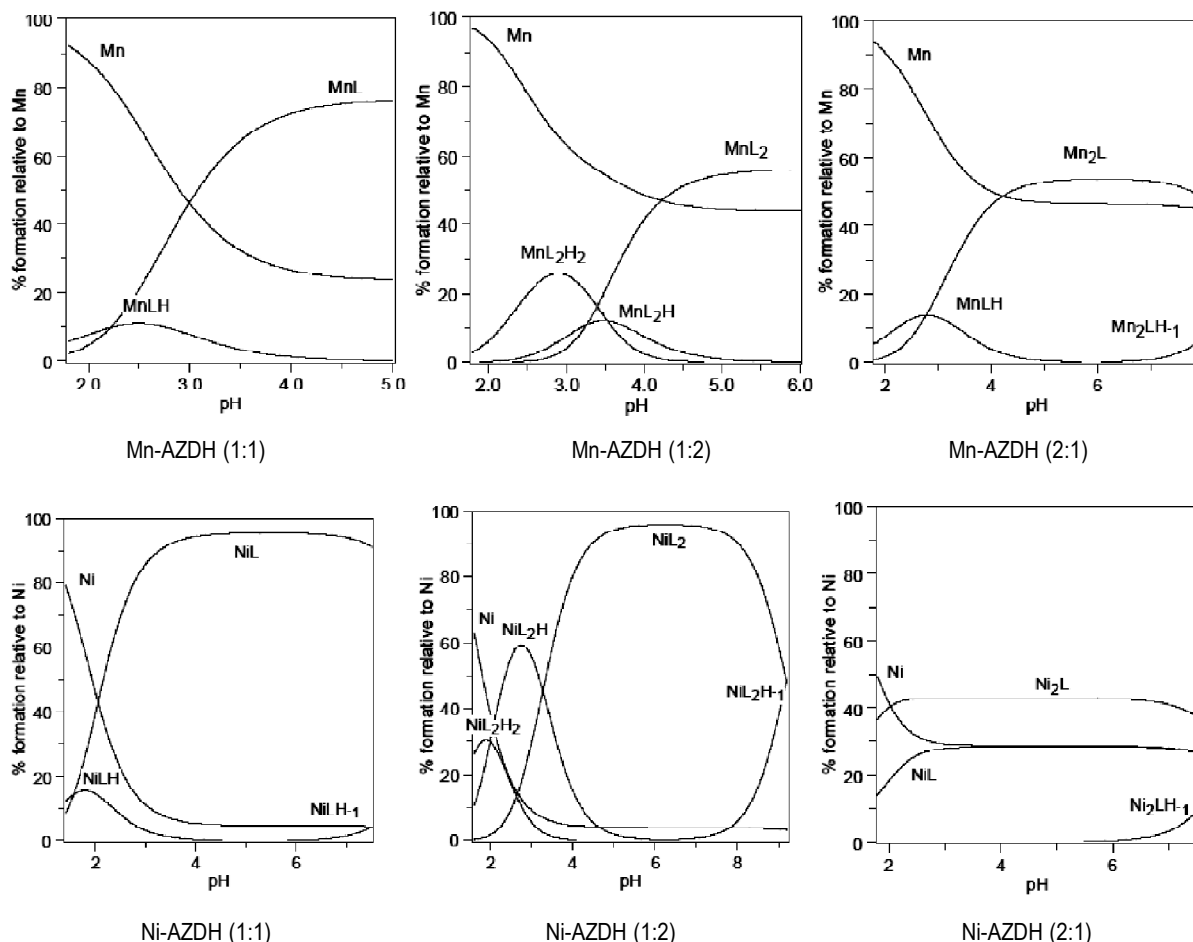 % formation relative to Mn
100
80
60
40
20
0
Mn
MnL
MnLH
2.0 3.0 4.0 5.0
pH
Mn-AZDH (1:1)
% formation relative to Mn
100
80
60
40
20
0
Mn
MnL2
MnL2H2
MnL2H
2.0 3.0 4.0 5.0 6.0
pH
Mn-AZDH (1:2)
% formation relative to Mn
100
80
60
40
20
0
Mn
Mn2L
MnLH
Mn2LH-1
2 4 6
pH
Mn-AZDH (2:1)
% formation relative to Ni
100
80
60
40
20
0
Ni
NiL
NiLH
NiLH-1
2 4 6
pH
Ni-AZDH (1:1)
% formation relative to Ni
100
80
60
40
20
0
Ni
NiL2
NiL2H
NiL2H2
NiL2H-1
2 4 6 8
pH
Ni-AZDH (1:2)
% formation relative to Ni
100
80
60
40
20
0
Ni
Ni2L
NiL
Ni2LH-1
2 4 6
pH
Ni-AZDH (2:1)